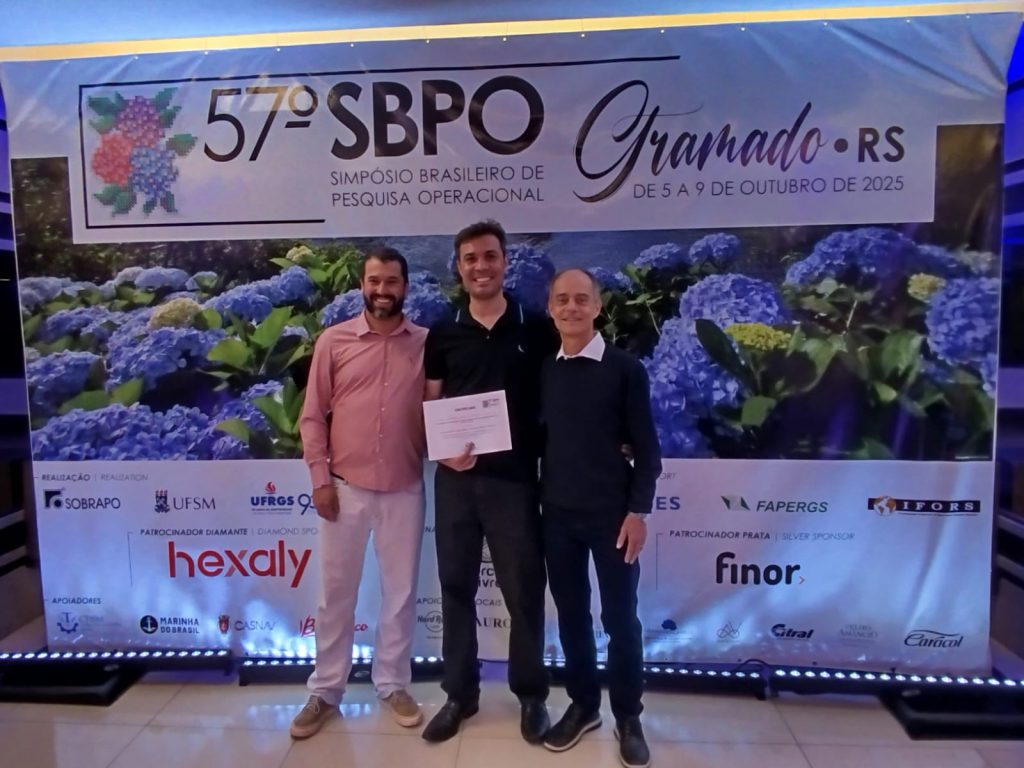 57º SBPO
SIMPÓSIO BRASILEIRO DE
PESQUISA OPERACIONAL
Gramado • RS
DE 5 A 9 DE OUTUBRO DE 2025
REALIZAÇÃO | REALIZATION
SOBRAPO
UFSM
UFRGS
FAPERGS
IFORS
PATROCINADOR DIAMANTE | DIAMOND
hexaly
PATROCINADOR PRATA | SILVER SPONSOR
finor
APOIADORES
MARINHA
DO BRASIL
CASNAV
Hard R
Gitral
Caracol